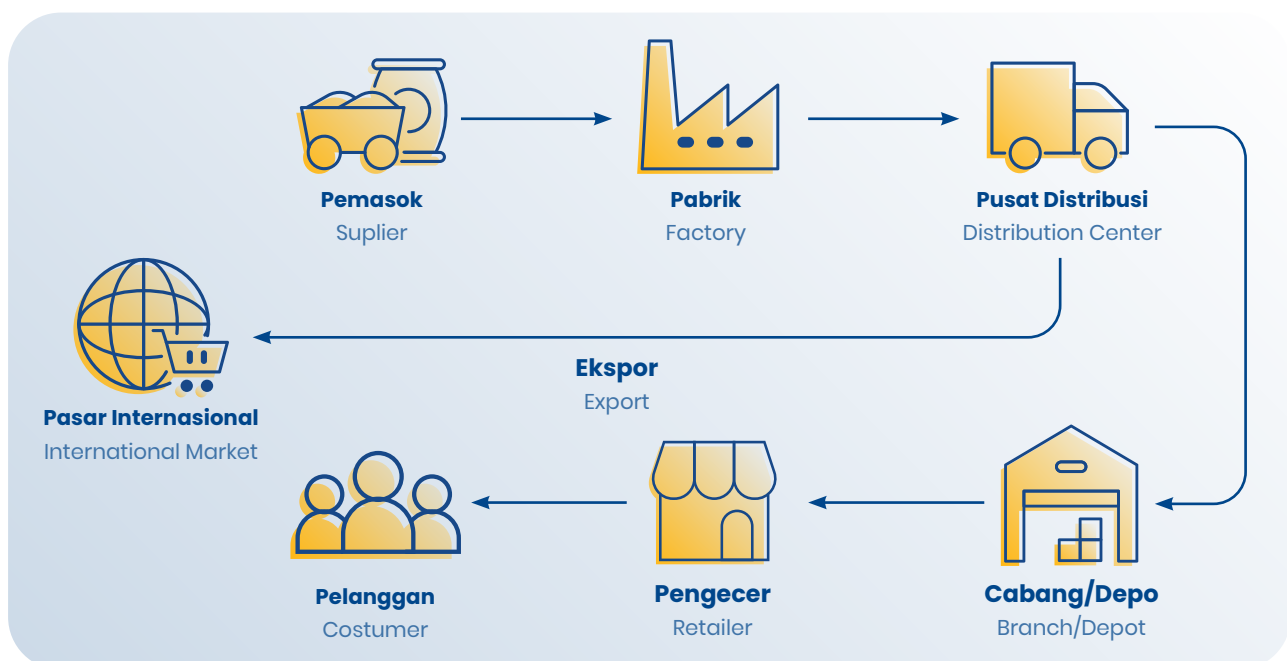 Pemasok
Suplier
Pabrik
Factory
Pusat Distribusi
Distribution Center
Ekspor
Export
Pasar Internasional
International Market
Pelanggan
Costumer
Pengecer
Retailer
Cabang/Depo
Branch/Depot